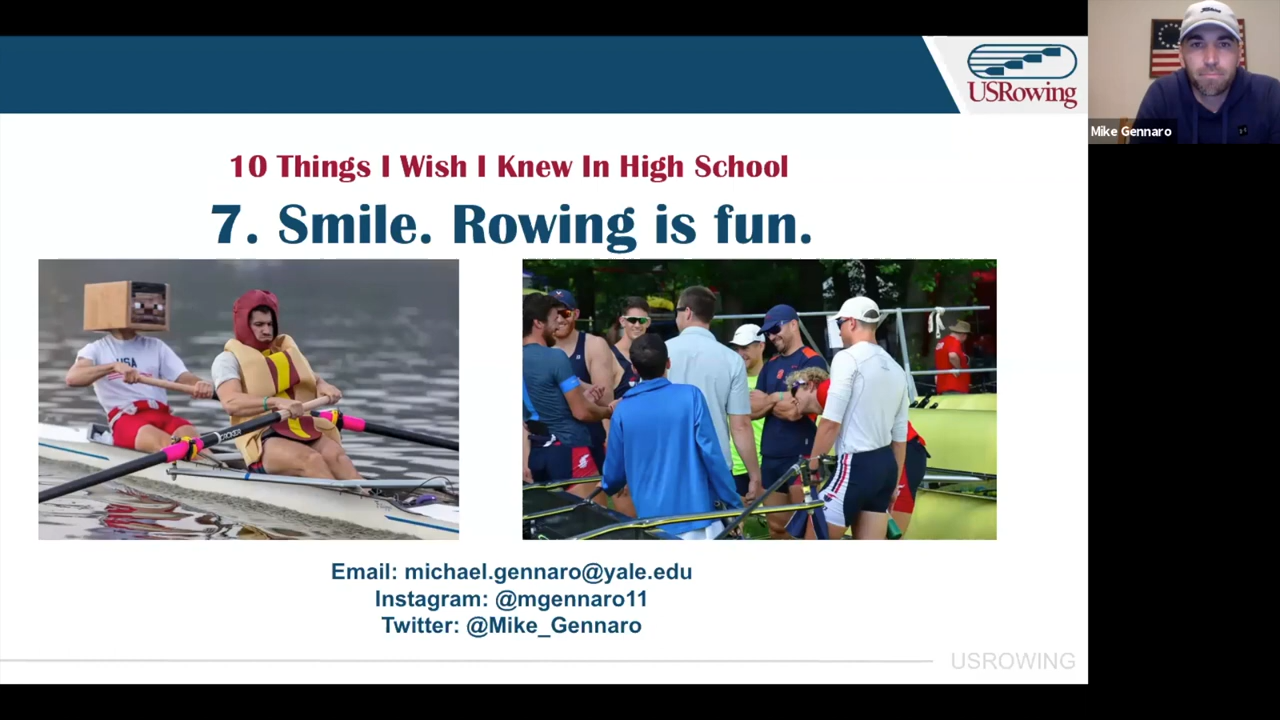 USRowing
Mike Gennaro
10 Things I Wish I Knew In High School
7. Smile. Rowing is fun.
USA
Email: michael.gennaro@yale.edu
Instagram: @mgennaro11
Twitter: @Mike_Gennaro
USROWING